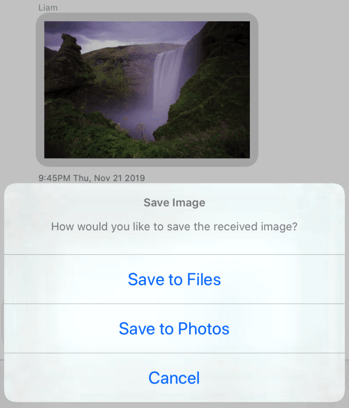 Liam
9:45PM Thu, Nov 21 2019
Save Image
How would you like to save the received image?
Save to Files
Save to Photos
Cancel